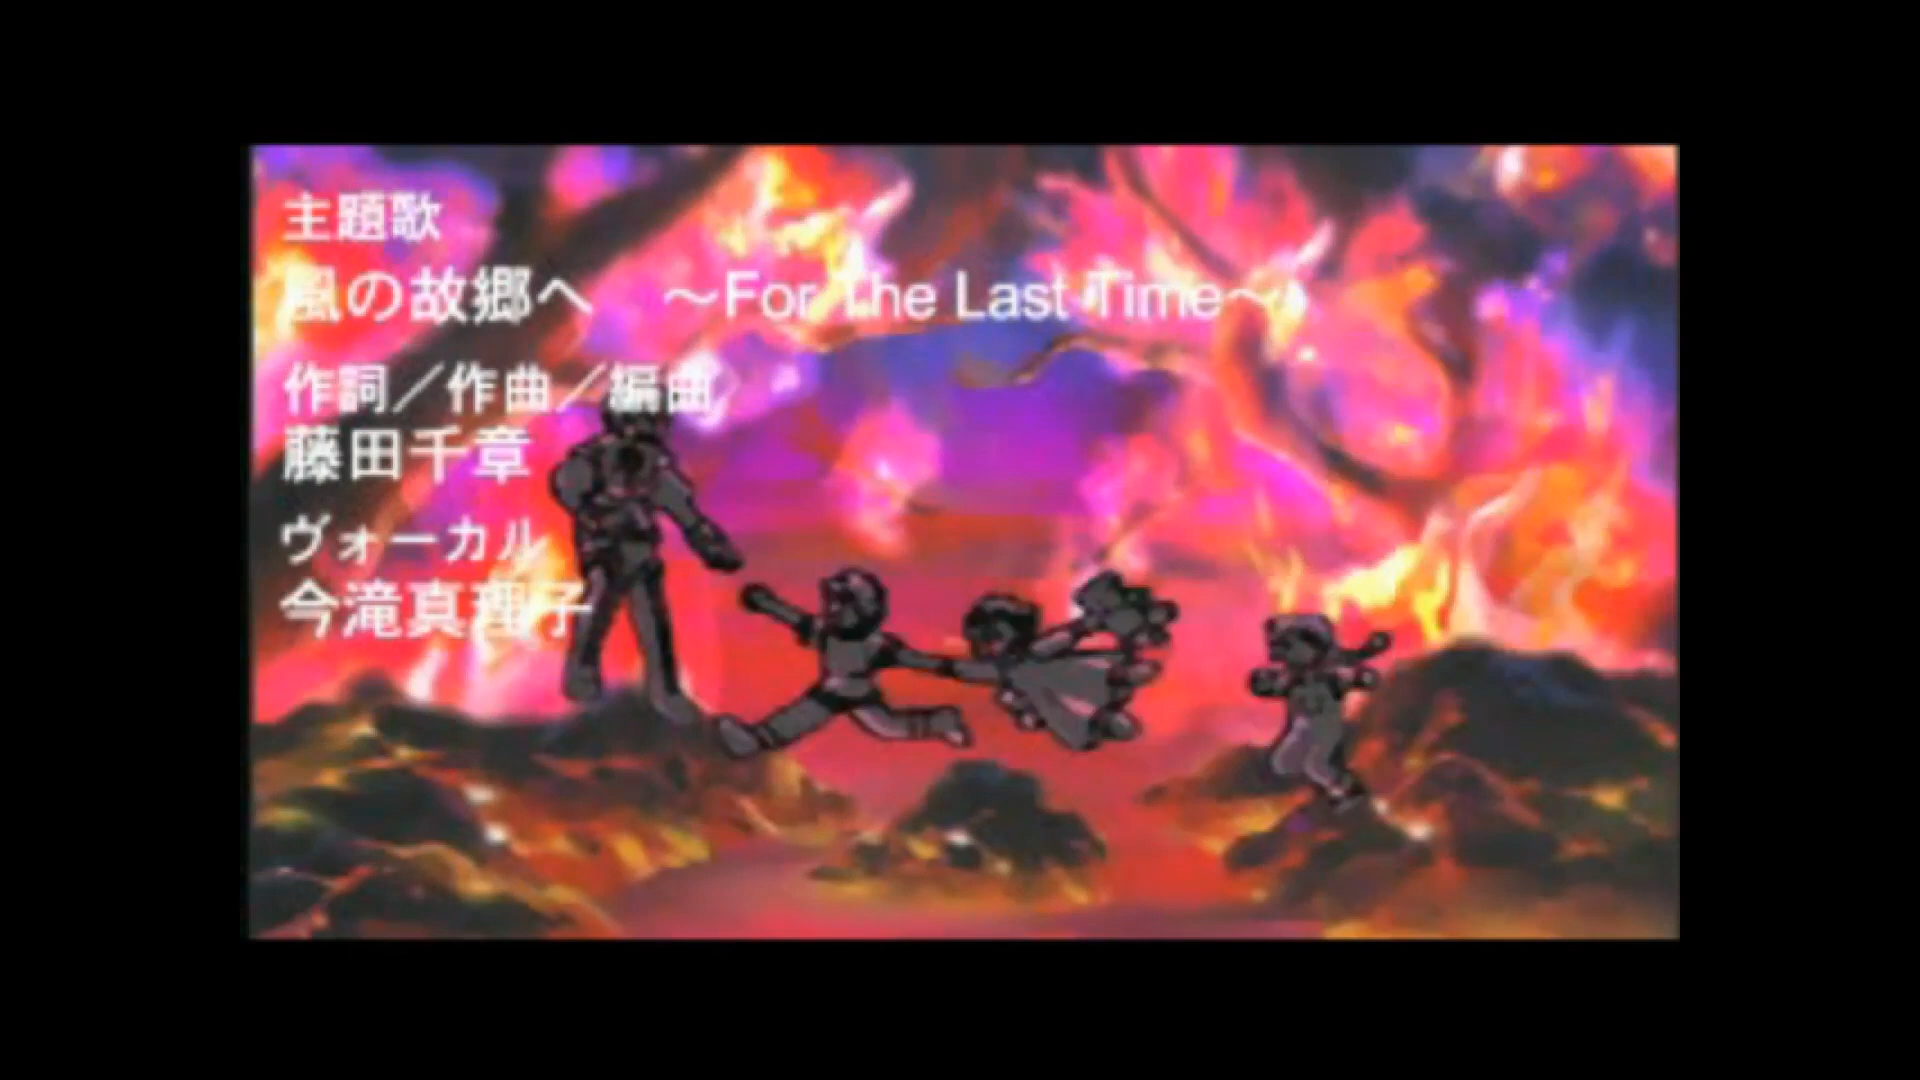 主題歌
風の故郷へ　～For The Last Time～
作詞／作曲／編曲
藤田千章
ヴォーカル
今滝真理子